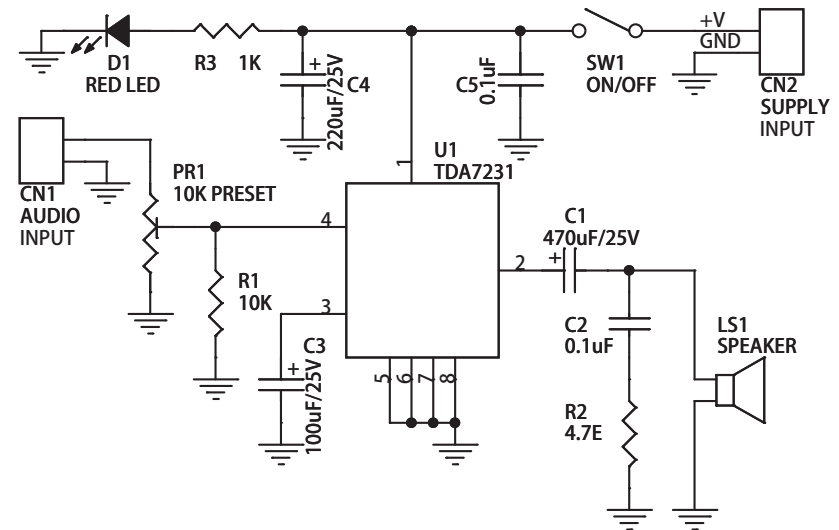 +V
GND
D1
RED LED
R3 1K
+
220uF/25V
C4
C5
0.1uF
SW1
ON/OFF
CN2
SUPPLY
INPUT
CN1
AUDIO
INPUT
PR1
10K PRESET
U1
TDA7231
1
4
3
2
5
6
7
8
R1
10K
+
C3
100uF/25V
C1
470uF/25V
+
C2
0.1uF
R2
4.7E
LS1
SPEAKER